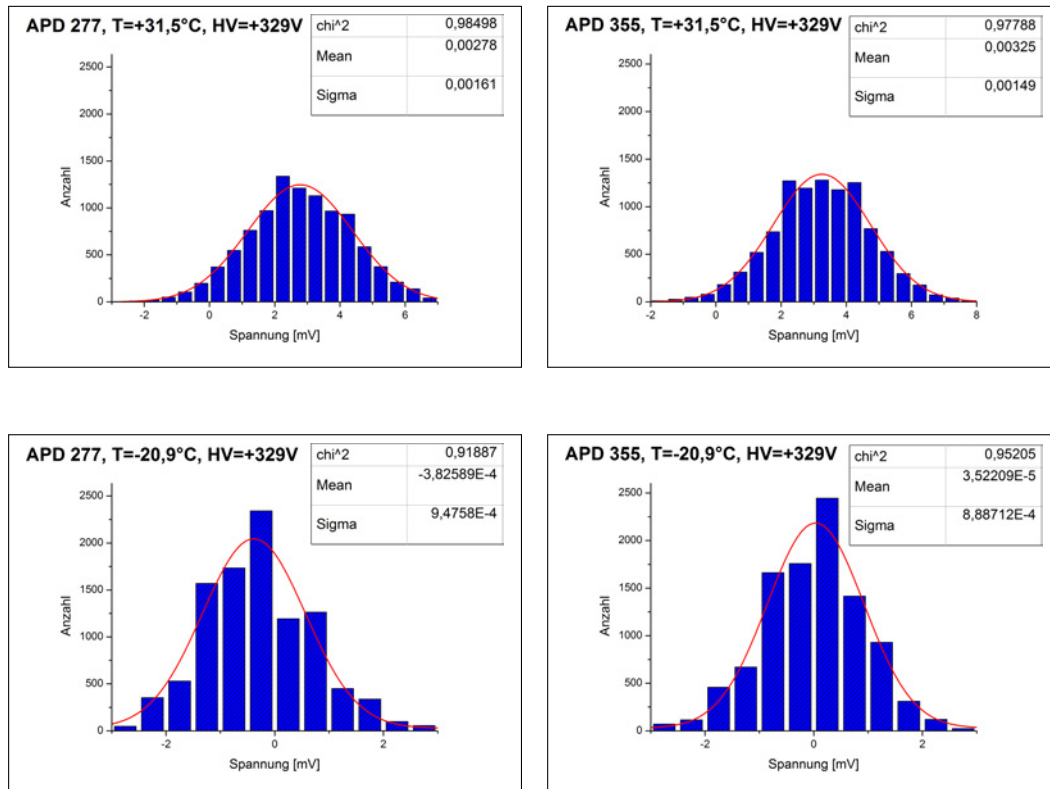 APD 277, T=+31,5°C, HV=+329V
chi^2 0,98498
Mean 0,00278
Sigma 0,00161
2500
2000
1500
1000
500
0
Anzahl
-2 0 2 4 6
Spannung [mV]
APD 355, T=+31,5°C, HV=+329V
chi^2 0,97788
Mean 0,00325
Sigma 0,00149
2500
2000
1500
1000
500
0
Anzahl
-2 0 2 4 6 8
Spannung [mV]
APD 277, T=-20,9°C, HV=+329V
chi^2 0,91887
Mean -3,82589E-4
Sigma 9,4758E-4
2500
2000
1500
1000
500
0
Anzahl
-2 0 2
Spannung [mV]
APD 355, T=-20,9°C, HV=+329V
chi^2 0,95205
Mean 3,52209E-5
Sigma 8,88712E-4
2500
2000
1500
1000
500
0
Anzahl
-2 0 2
Spannung [mV]